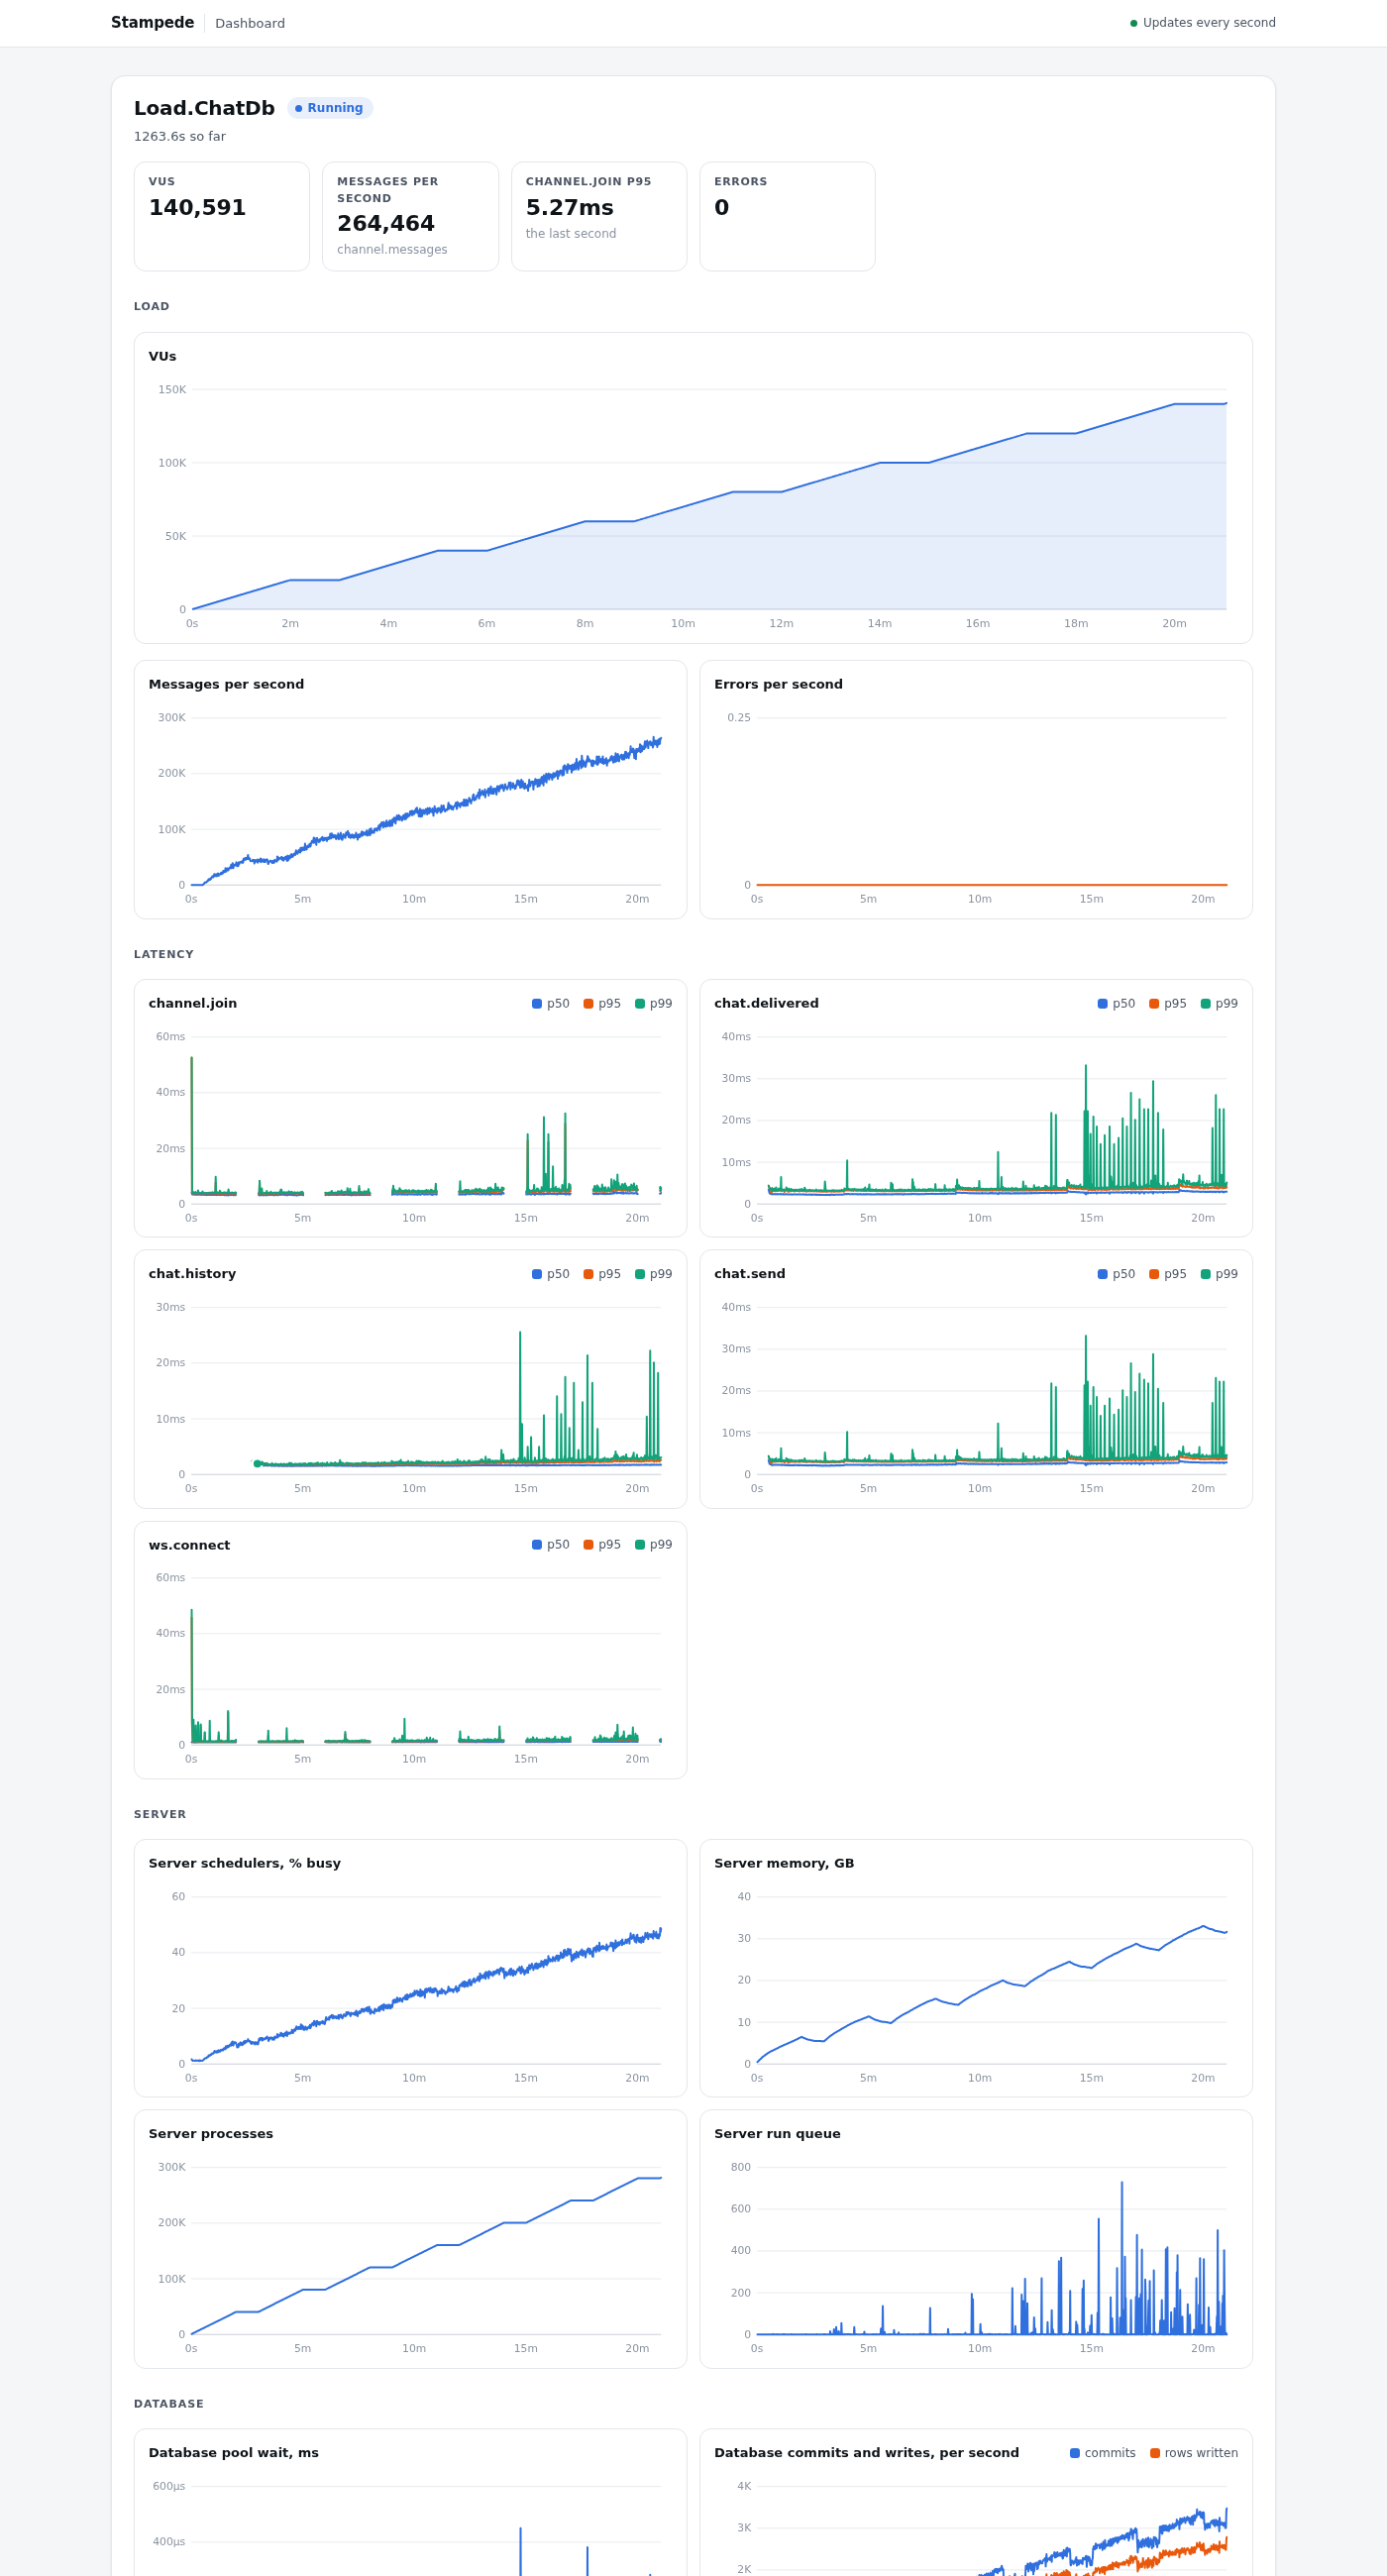 Stampede Dashboard Updates every second
Load.ChatDb Running
1263.6s so far
VUS
140,591
MESSAGES PER
SECOND
264,464
channel.messages
CHANNEL.JOIN P95
5.27ms
the last second
ERRORS
0
LOAD
VUs
150K
100K
50K
0
0s 2m 4m 6m 8m 10m 12m 14m 16m 18m 20m
Messages per second
300K
200K
100K
0
0s 5m 10m 15m 20m
Errors per second
0.25
0
0s 5m 10m 15m 20m
LATENCY
channel.join p50 p95 p99
60ms
40ms
20ms
0
0s 5m 10m 15m 20m
chat.delivered p50 p95 p99
40ms
30ms
20ms
10ms
0
0s 5m 10m 15m 20m
chat.history p50 p95 p99
30ms
20ms
10ms
0
0s 5m 10m 15m 20m
chat.send p50 p95 p99
40ms
30ms
20ms
10ms
0
0s 5m 10m 15m 20m
ws.connect p50 p95 p99
60ms
40ms
20ms
0
0s 5m 10m 15m 20m
SERVER
Server schedulers, % busy
60
40
20
0
0s 5m 10m 15m 20m
Server memory, GB
40
30
20
10
0
0s 5m 10m 15m 20m
Server processes
300K
200K
100K
0
0s 5m 10m 15m 20m
Server run queue
800
600
400
200
0
0s 5m 10m 15m 20m
DATABASE
Database pool wait, ms
600µs
400µs
Database commits and writes, per second commits rows written
4K
3K
2K